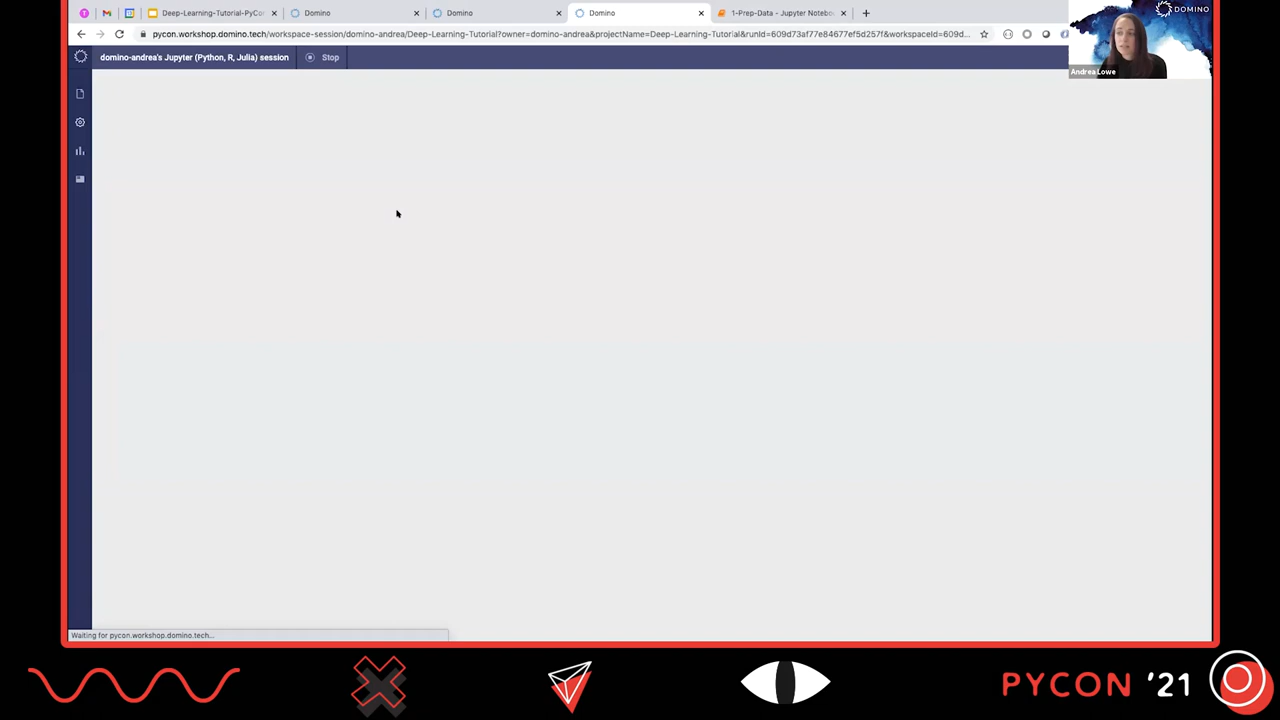 Deep-Learning-Tutorial-PyCo
Domino
Domino
Domino
1-Prep-Data - Jupyter Notebo
DOMINO
pycon.workshop.domino.tech/workspace-session/domino-andrea/Deep-Learning-Tutorial?owner=domino-andrea&projectName=Deep-Learning-Tutorial&runId=609d73af77e84677ef5d257f&workspaceId=609d...
domino-andrea's Jupyter (Python, R, Julia) session
Stop
Andrea Lowe
Waiting for pycon.workshop.domino.tech...
PYCON '21